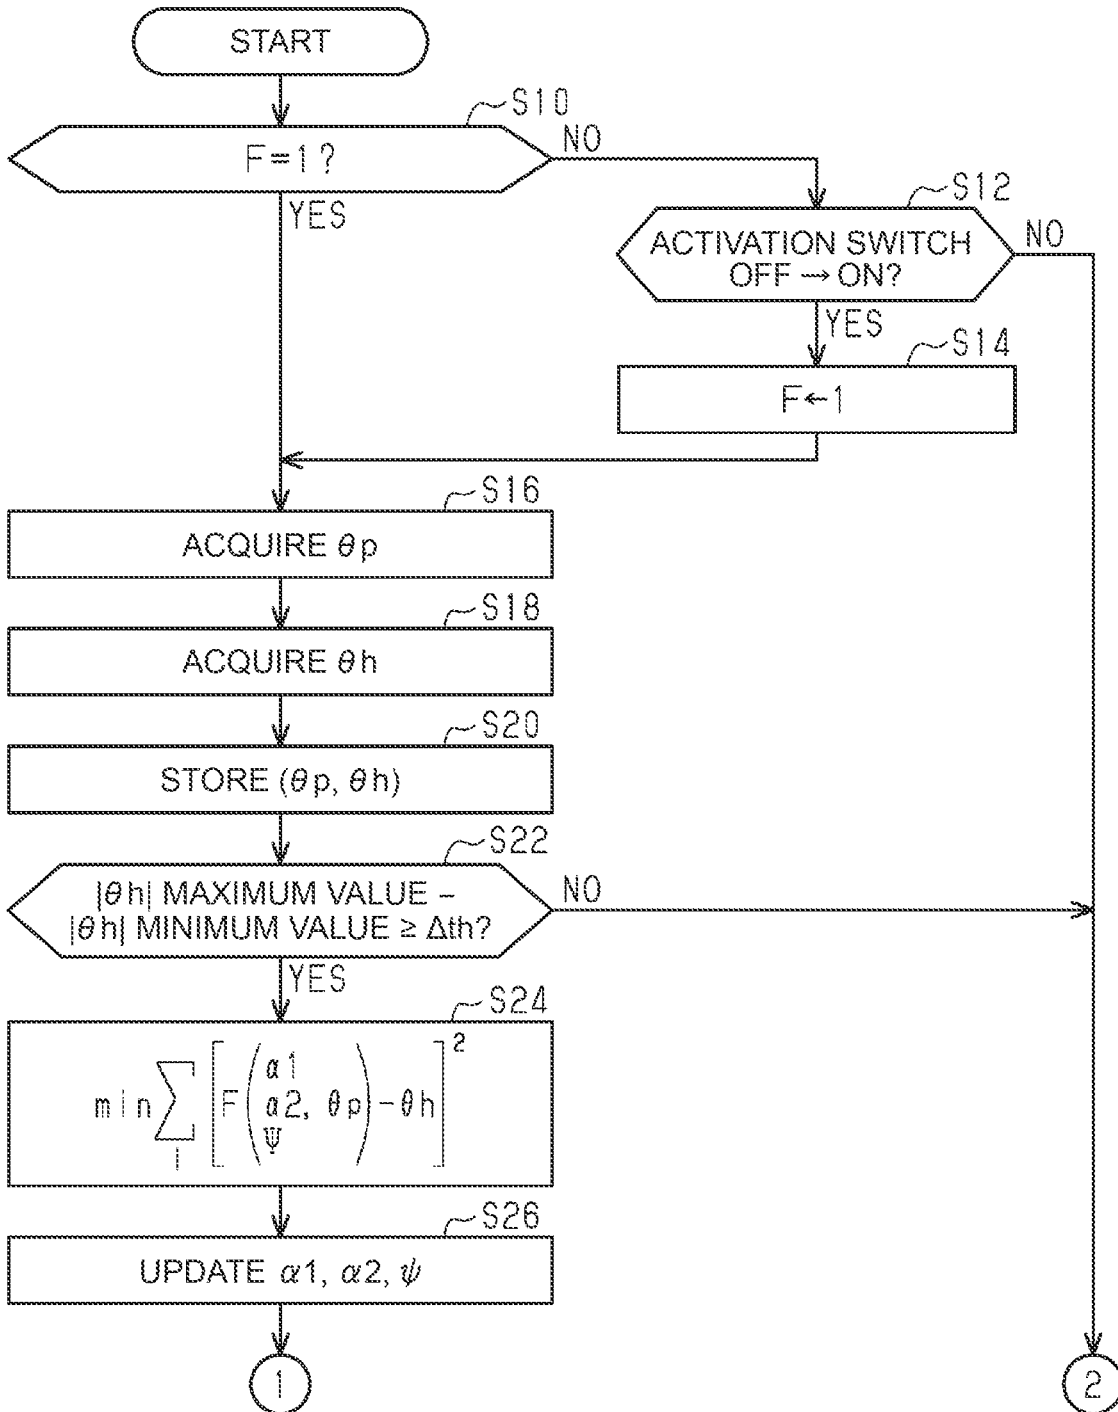 START
S10
F=1?
NO
YES
S12
ACTIVATION SWITCH
OFF → ON?
NO
YES
S14
F←1
S16
ACQUIRE θp
S18
ACQUIRE θh
S20
STORE (θp, θh)
S22
|θh| MAXIMUM VALUE –
|θh| MINIMUM VALUE ≥ Δth?
NO
YES
S24
min∑ [F(α1
α2, θp)-θh]²
Ψ
i
S26
UPDATE α1, α2, ψ
1
2